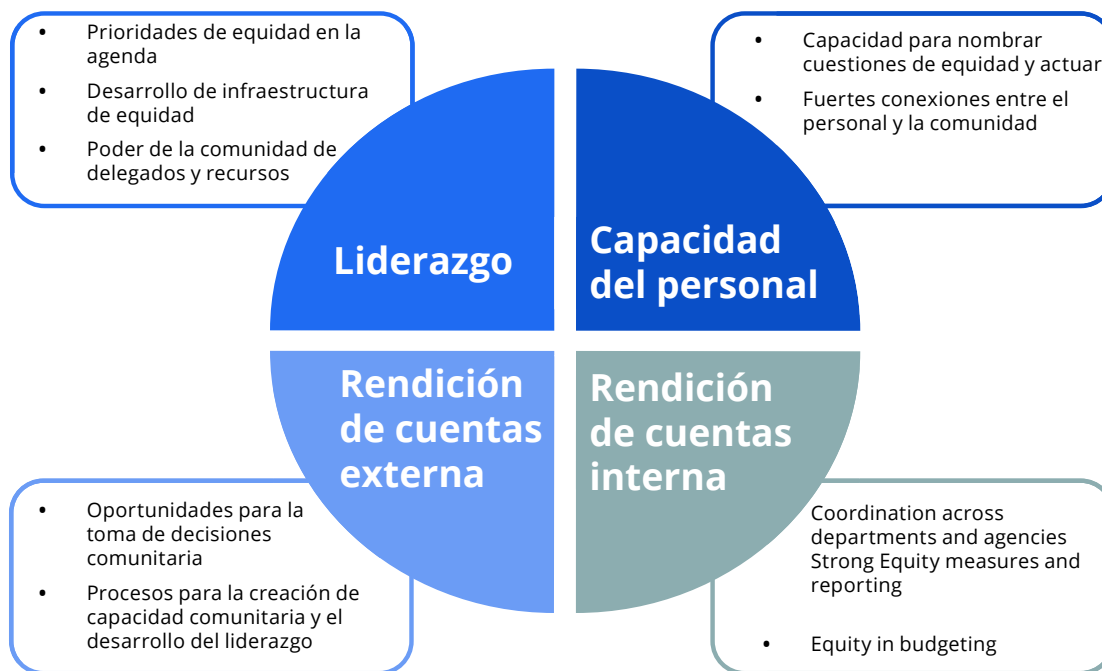 • Prioridades de equidad en la
agenda
• Desarrollo de infraestructura
de equidad
• Poder de la comunidad de
delegados y recursos
• Capacidad para nombrar
cuestiones de equidad y actuar
• Fuertes conexiones entre el
personal y la comunidad
Liderazgo
Capacidad
del personal
Rendición
de cuentas
externa
Rendición
de cuentas
interna
• Oportunidades para la
toma de decisiones
comunitaria
• Procesos para la creación de
capacidad comunitaria y el
desarrollo del liderazgo
Coordination across
departments and agencies
Strong Equity measures and
reporting
• Equity in budgeting